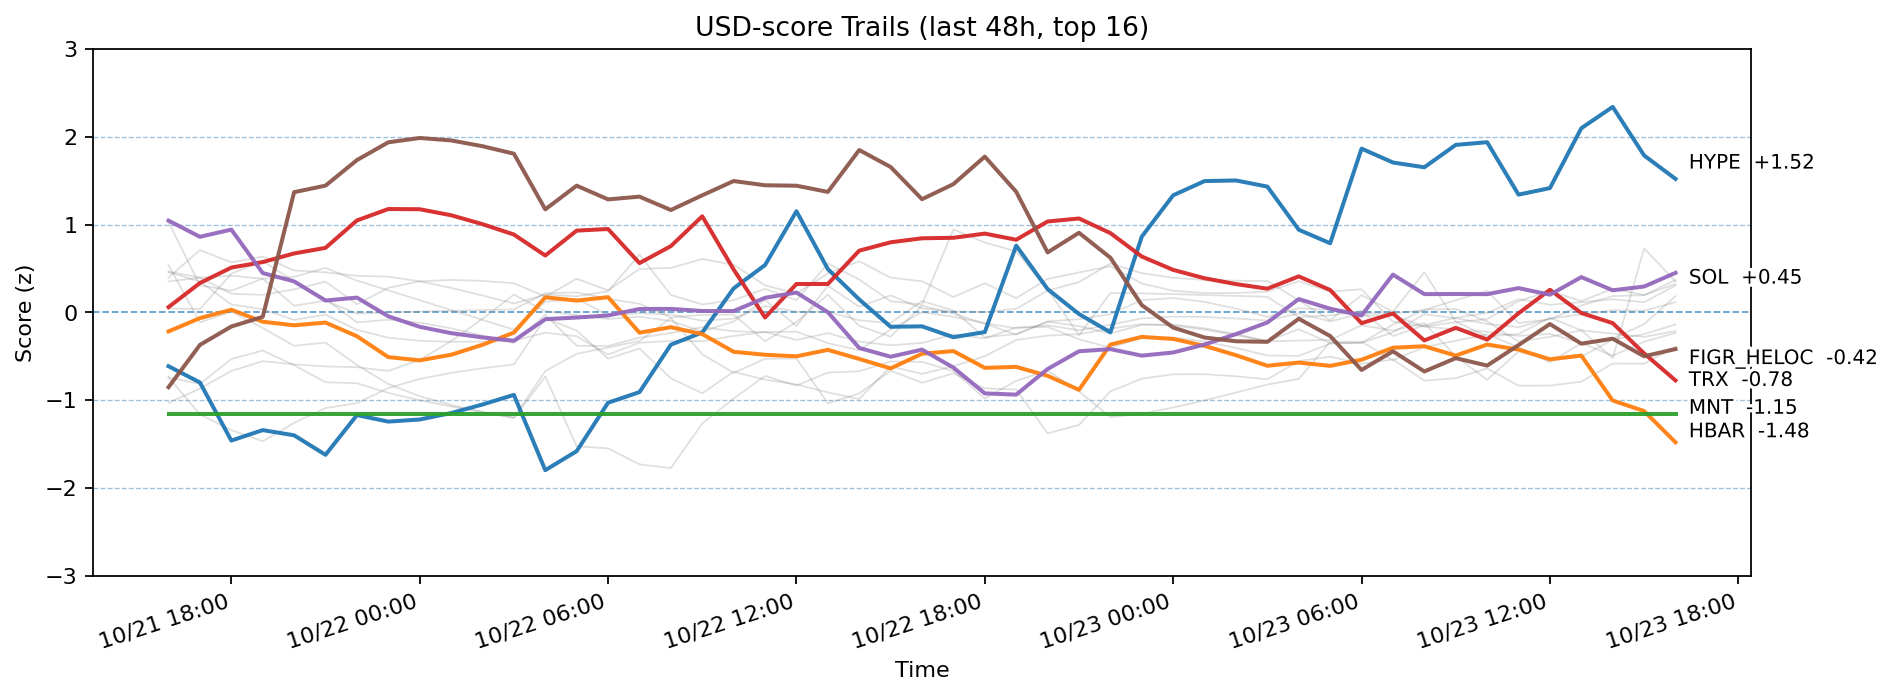 USD-score Trails (last 48h, top 16)
Score (z)
3
2
1
0
−1
−2
−3
HYPE +1.52
SOL +0.45
FIGR_HELOC -0.42
TRX -0.78
MNT -1.15
HBAR -1.48
10/21 18:00
10/22 00:00
10/22 06:00
10/22 12:00
10/22 18:00
10/23 00:00
10/23 06:00
10/23 12:00
10/23 18:00
Time